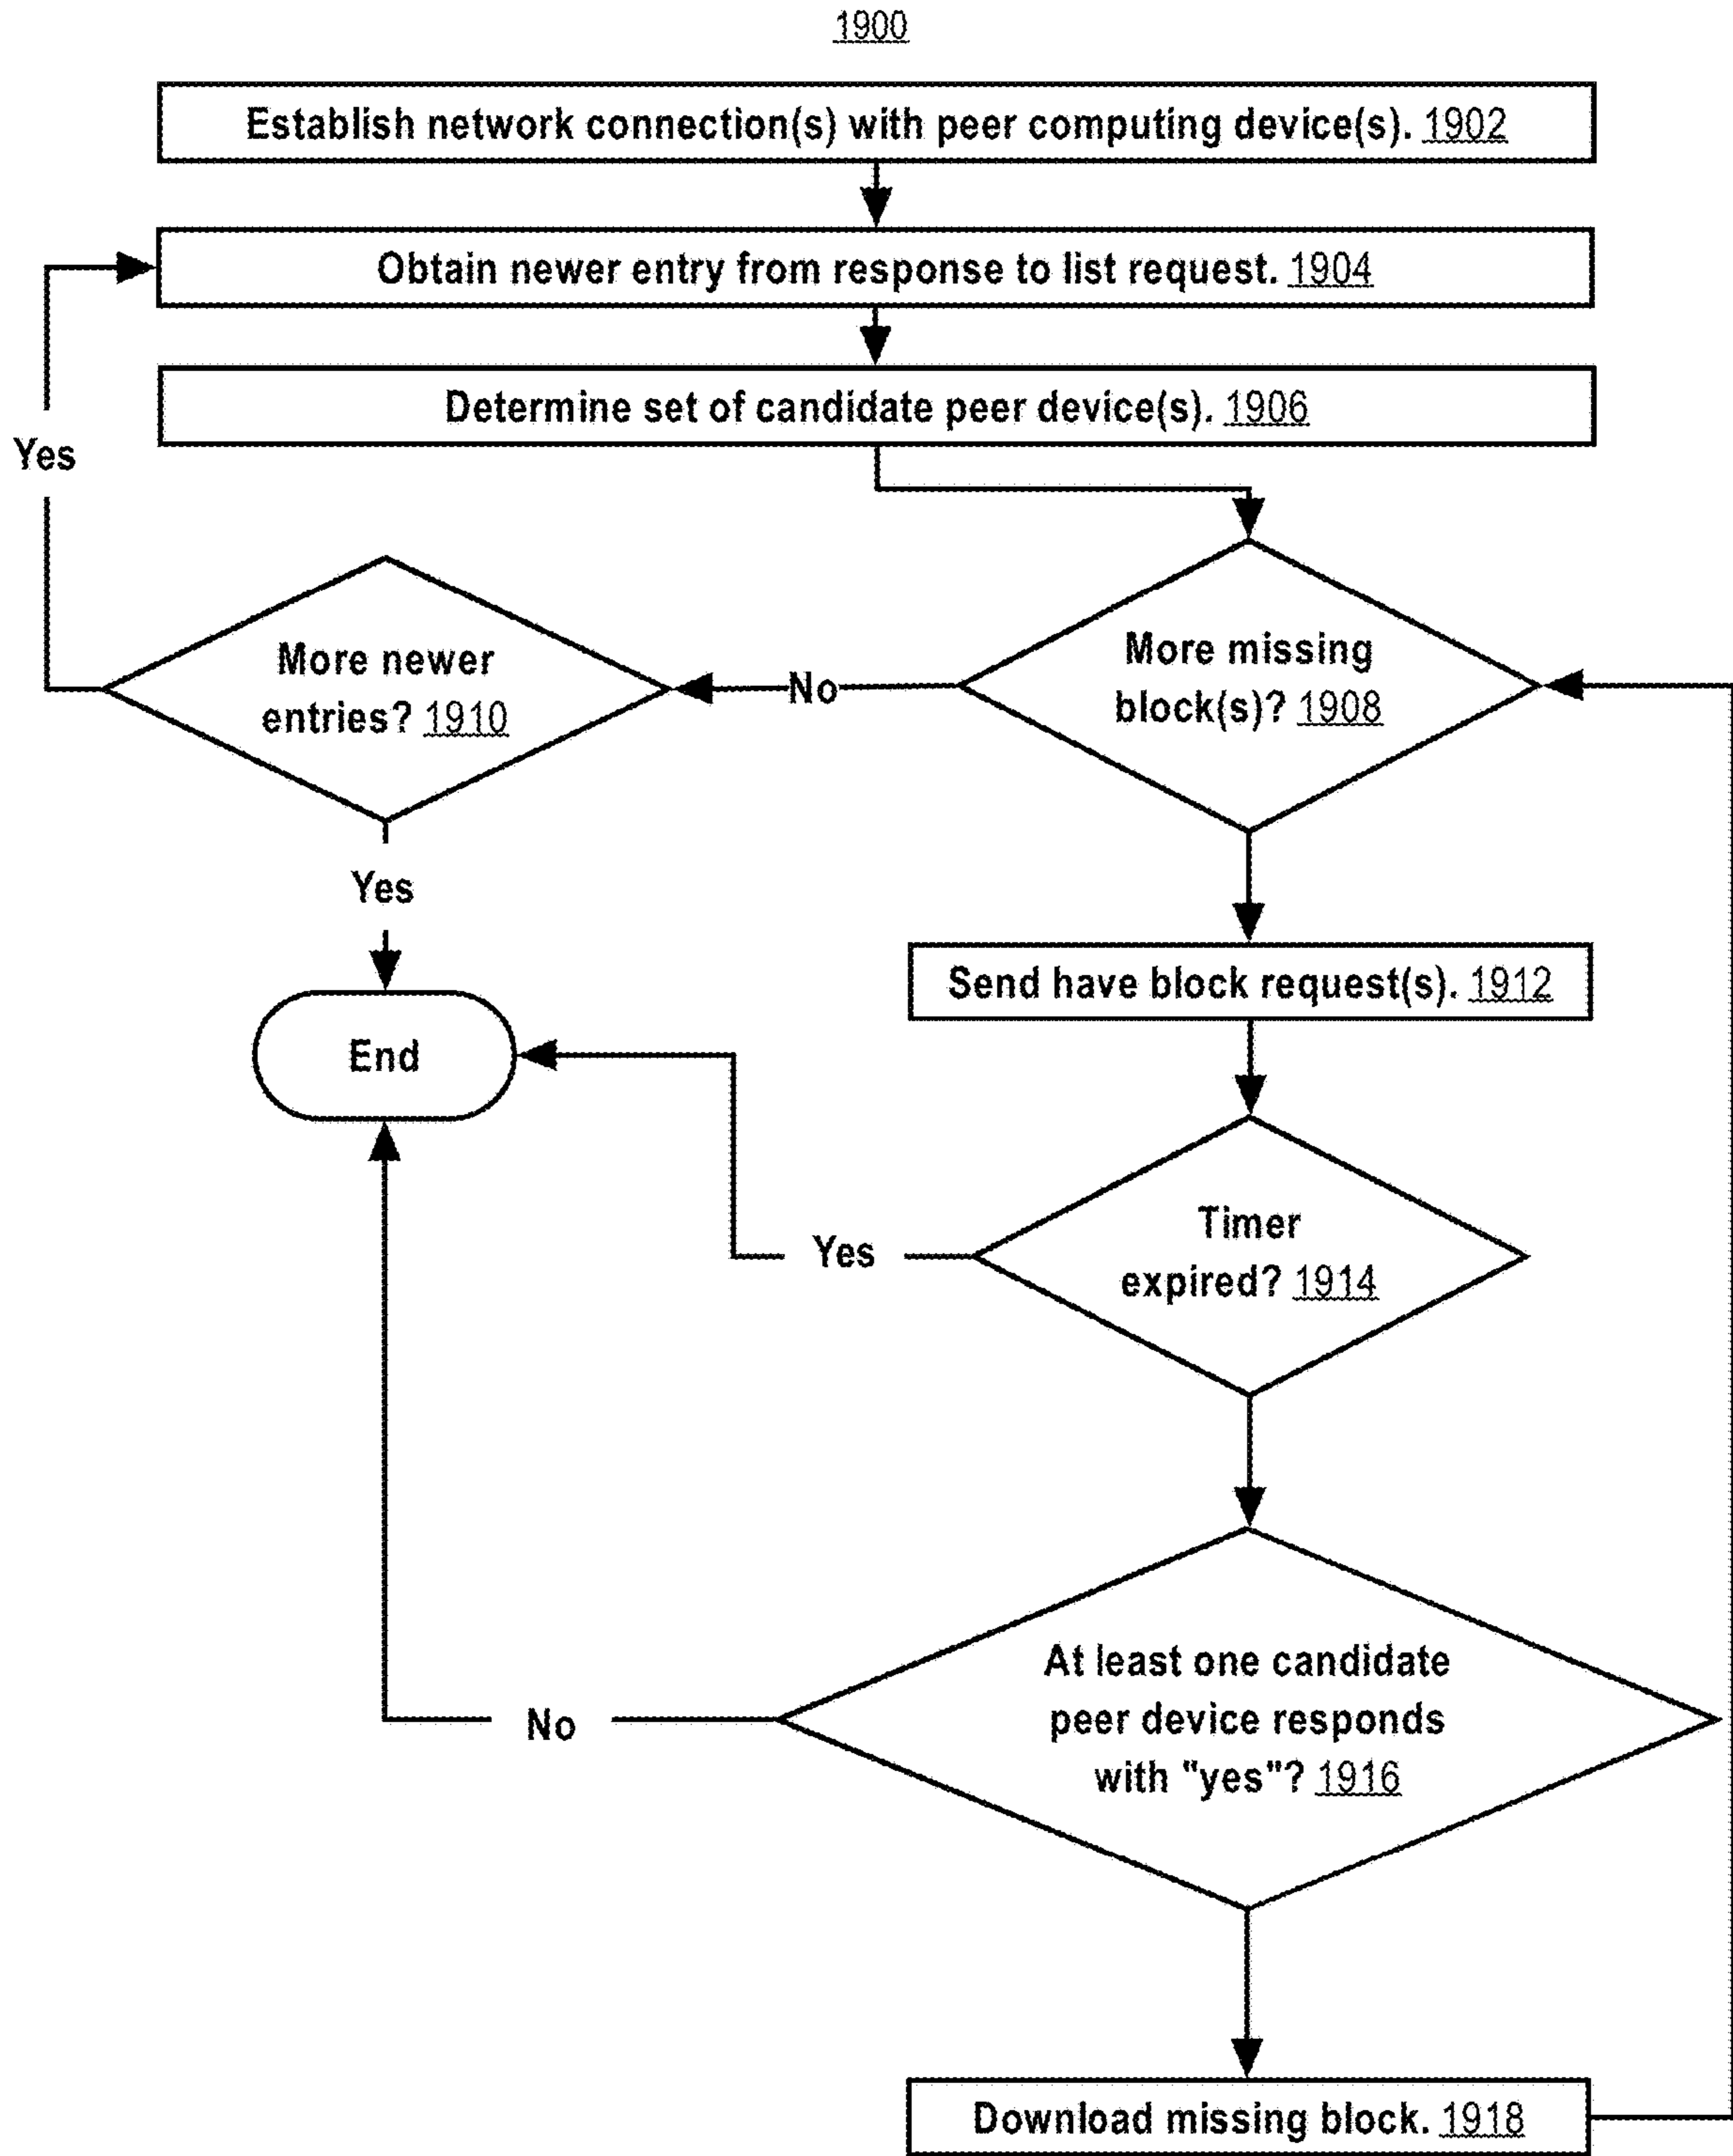 1900
Establish network connection(s) with peer computing device(s). 1902
Obtain newer entry from response to list request. 1904
Determine set of candidate peer device(s). 1906
Yes
More newer
entries? 1910
No
More missing
block(s)? 1908
Yes
Send have block request(s). 1912
End
Yes
Timer
expired? 1914
No
At least one candidate
peer device responds
with "yes"? 1916
Download missing block. 1918